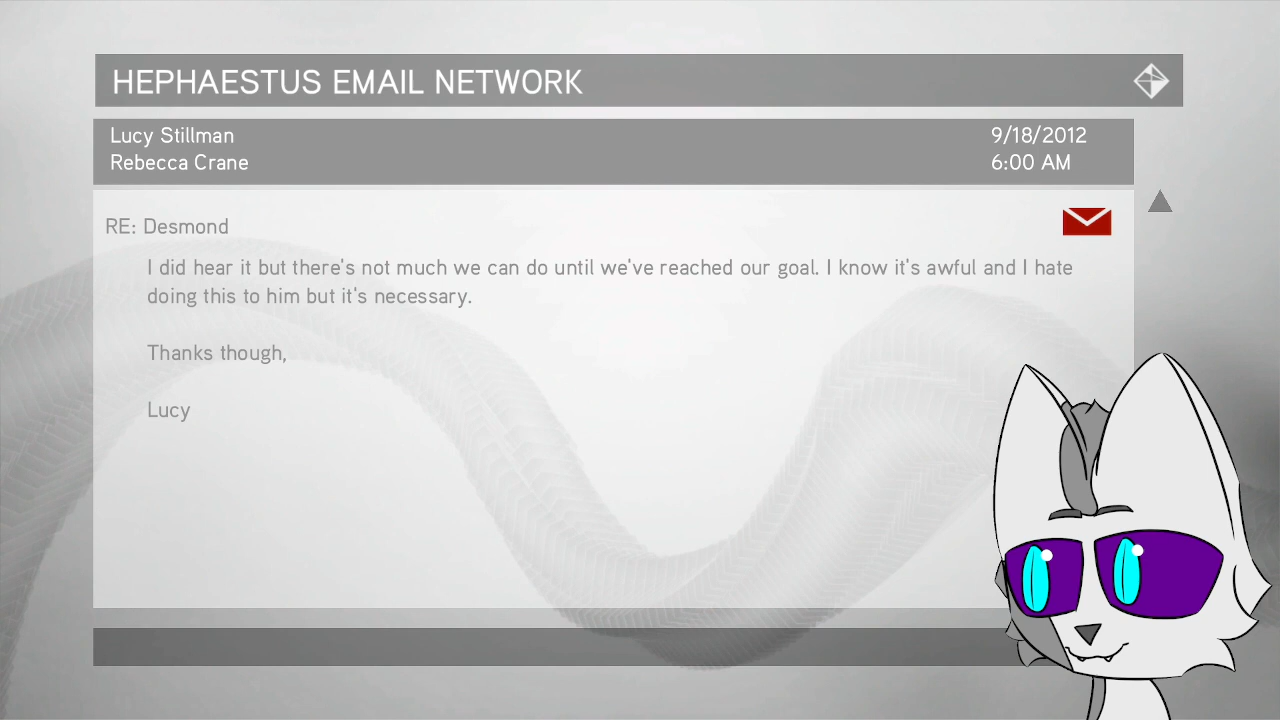 HEPHAESTUS EMAIL NETWORK
Lucy Stillman
9/18/2012
Rebecca Crane
6:00 AM
RE: Desmond
I did hear it but there's not much we can do until we've reached our goal. I know it's awful and I hate
doing this to him but it's necessary.
Thanks though,
Lucy